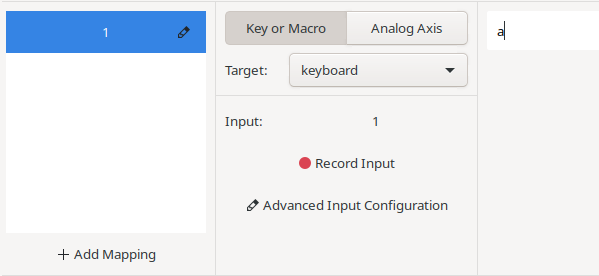 1
Key or Macro
Analog Axis
a
Target:
keyboard
Input:
1
Record Input
Advanced Input Configuration
Add Mapping